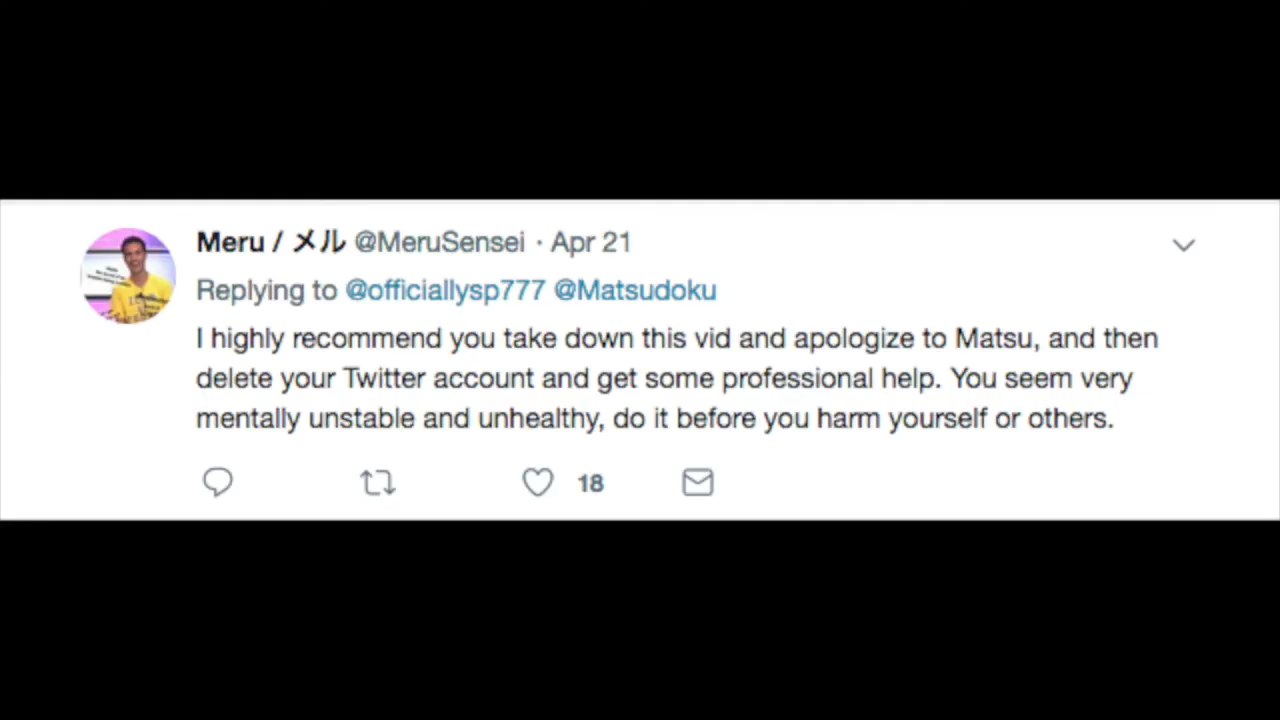 Meru / メル @MeruSensei · Apr 21
Replying to @officiallysp777 @Matsudoku
I highly recommend you take down this vid and apologize to Matsu, and then
delete your Twitter account and get some professional help. You seem very
mentally unstable and unhealthy, do it before you harm yourself or others.
18